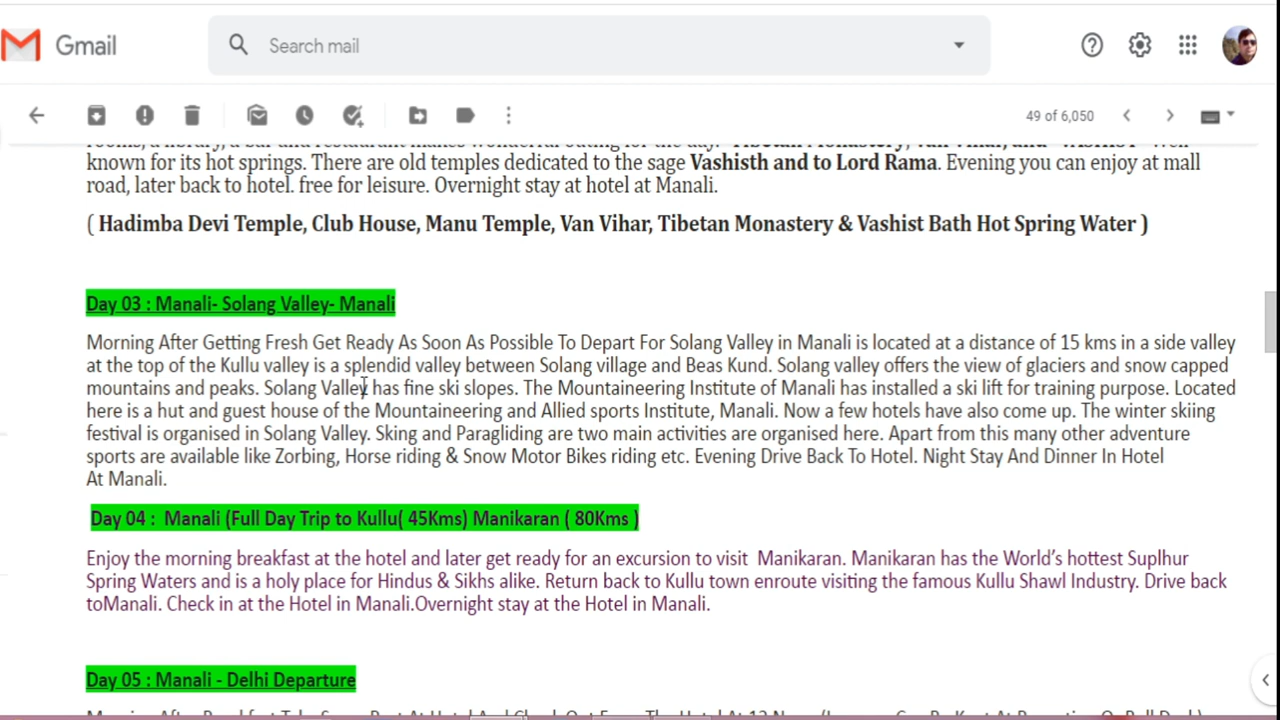 Gmail
Search mail
49 of 6,050
known for its hot springs. There are old temples dedicated to the sage Vashisth and to Lord Rama. Evening you can enjoy at mall
road, later back to hotel. free for leisure. Overnight stay at hotel at Manali.
( Hadimba Devi Temple, Club House, Manu Temple, Van Vihar, Tibetan Monastery & Vashist Bath Hot Spring Water )
Day 03 : Manali- Solang Valley- Manali
Morning After Getting Fresh Get Ready As Soon As Possible To Depart For Solang Valley in Manali is located at a distance of 15 kms in a side valley
at the top of the Kullu valley is a splendid valley between Solang village and Beas Kund. Solang valley offers the view of glaciers and snow capped
mountains and peaks. Solang Valley has fine ski slopes. The Mountaineering Institute of Manali has installed a ski lift for training purpose. Located
here is a hut and guest house of the Mountaineering and Allied sports Institute, Manali. Now a few hotels have also come up. The winter skiing
festival is organised in Solang Valley. Sking and Paragliding are two main activities are organised here. Apart from this many other adventure
sports are available like Zorbing, Horse riding & Snow Motor Bikes riding etc. Evening Drive Back To Hotel. Night Stay And Dinner In Hotel
At Manali.
Day 04 :  Manali (Full Day Trip to Kullu( 45Kms) Manikaran ( 80Kms )
Enjoy the morning breakfast at the hotel and later get ready for an excursion to visit  Manikaran. Manikaran has the World's hottest Suplhur
Spring Waters and is a holy place for Hindus & Sikhs alike. Return back to Kullu town enroute visiting the famous Kullu Shawl Industry. Drive back
toManali. Check in at the Hotel in Manali.Overnight stay at the Hotel in Manali.
Day 05 : Manali - Delhi Departure